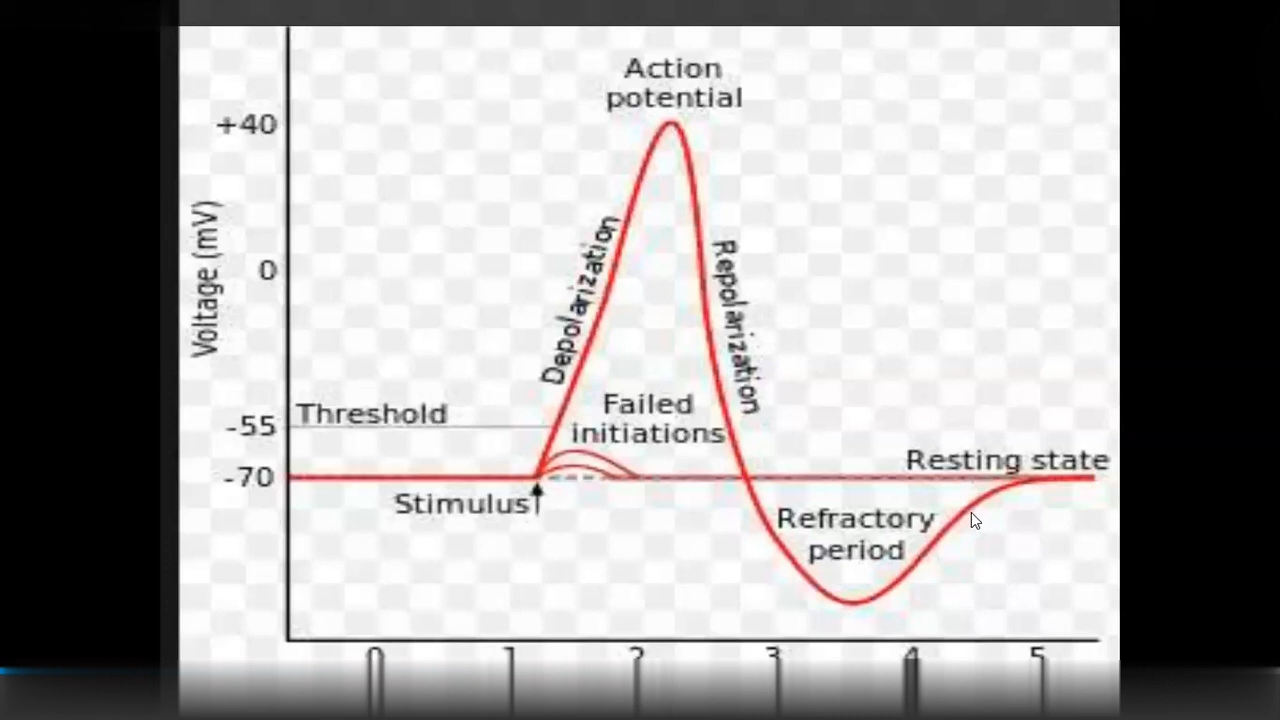 Action
potential
+40
Voltage (mV)
Depolarization
Repolarization
0
Failed
initiations
Threshold
-55
Resting state
-70
Stimulus
Refractory
period
0 1 2 3 4 5